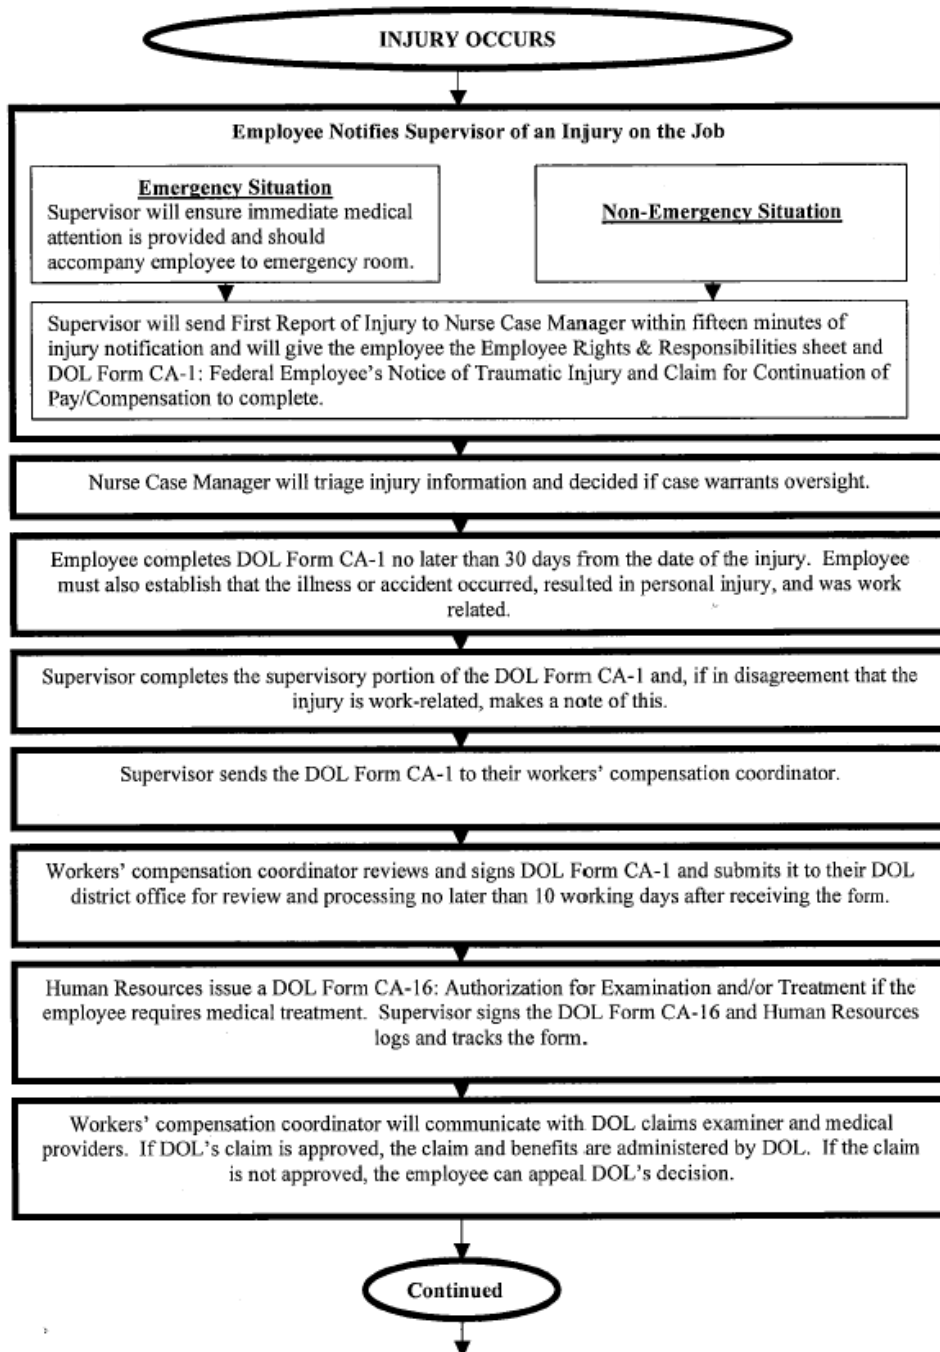 INJURY OCCURS
Employee Notifies Supervisor of an Injury on the Job
Emergency Situation
Supervisor will ensure immediate medical
attention is provided and should
accompany employee to emergency room.
Non-Emergency Situation
Supervisor will send First Report of Injury to Nurse Case Manager within fifteen minutes of
injury notification and will give the employee the Employee Rights & Responsibilities sheet and
DOL Form CA-1: Federal Employee's Notice of Traumatic Injury and Claim for Continuation of
Pay/Compensation to complete.
Nurse Case Manager will triage injury information and decided if case warrants oversight.
Employee completes DOL Form CA-1 no later than 30 days from the date of the injury. Employee
must also establish that the illness or accident occurred, resulted in personal injury, and was work
related.
Supervisor completes the supervisory portion of the DOL Form CA-1 and, if in disagreement that the
injury is work-related, makes a note of this.
Supervisor sends the DOL Form CA-1 to their workers' compensation coordinator.
Workers' compensation coordinator reviews and signs DOL Form CA-1 and submits it to their DOL
district office for review and processing no later than 10 working days after receiving the form.
Human Resources issue a DOL Form CA-16: Authorization for Examination and/or Treatment if the
employee requires medical treatment. Supervisor signs the DOL Form CA-16 and Human Resources
logs and tracks the form.
Workers' compensation coordinator will communicate with DOL claims examiner and medical
providers. If DOL's claim is approved, the claim and benefits are administered by DOL. If the claim
is not approved, the employee can appeal DOL's decision.
Continued